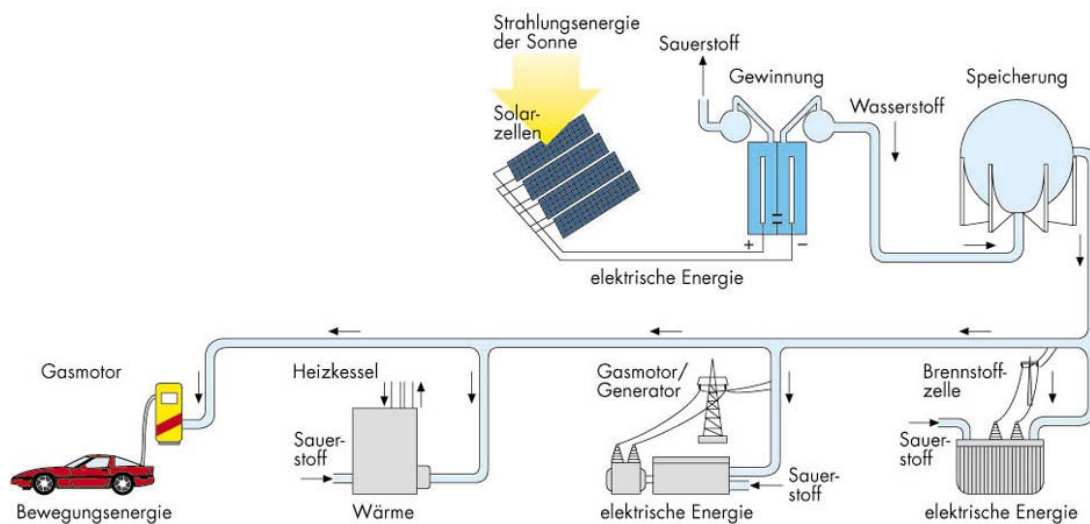 Strahlungsenergie
der Sonne
Solar-
zellen
Sauerstoff
Gewinnung
Wasserstoff
Speicherung
+
−
elektrische Energie
Gasmotor
Bewegungsenergie
Heizkessel
Sauer-
stoff
Wärme
Gasmotor/
Generator
Sauer-
stoff
elektrische Energie
Brennstoff-
zelle
Sauer-
stoff
elektrische Energie